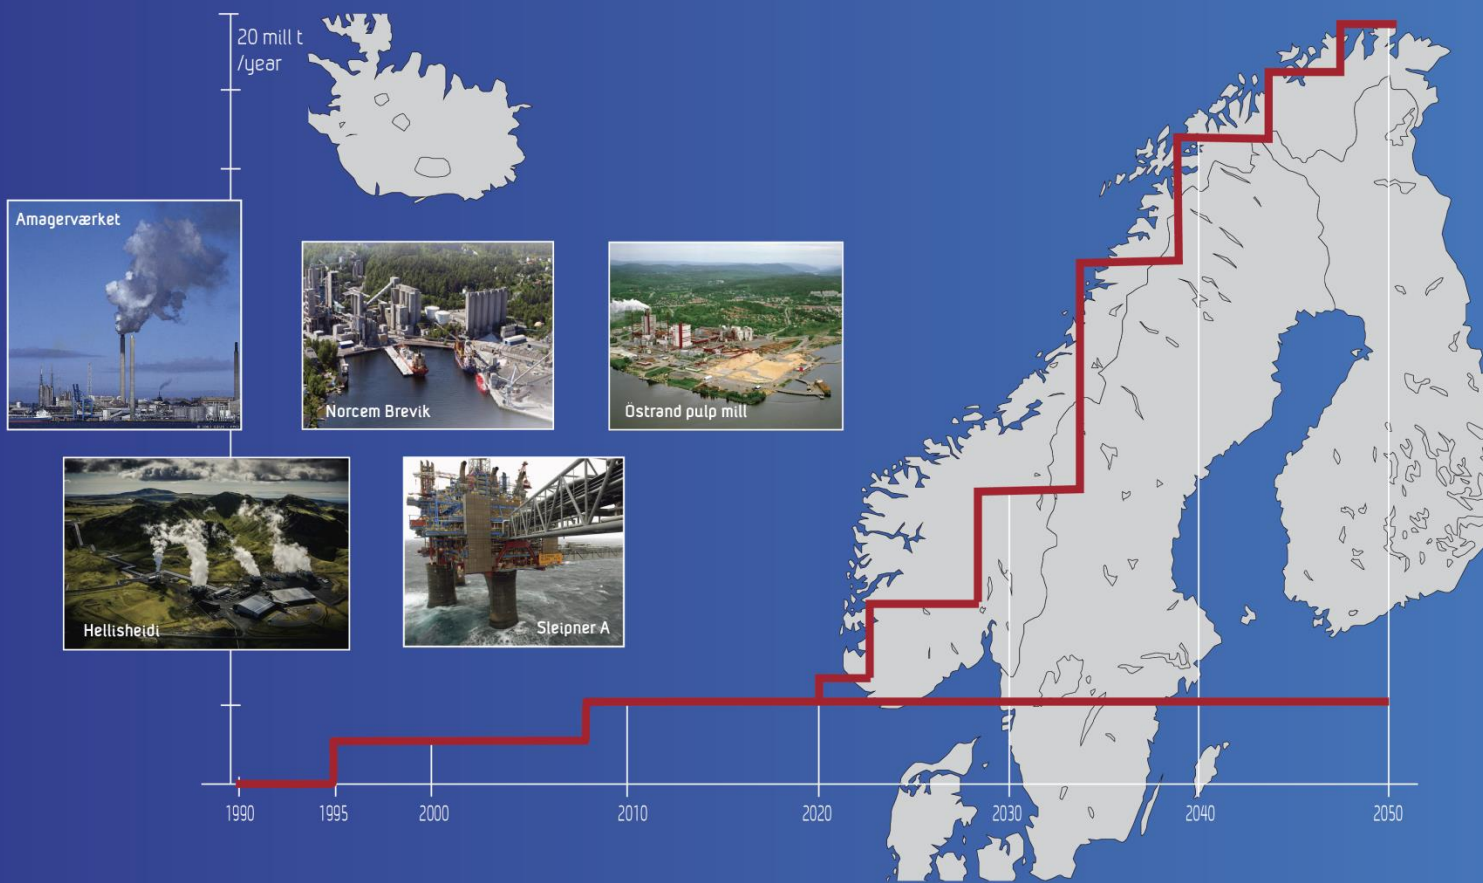 20 mill t
/year
Amagerværket
Norcem Brevik
Östrand pulp mill
Hellisheidi
Sleipner A
1990
1995
2000
2010
2020
2030
2040
2050